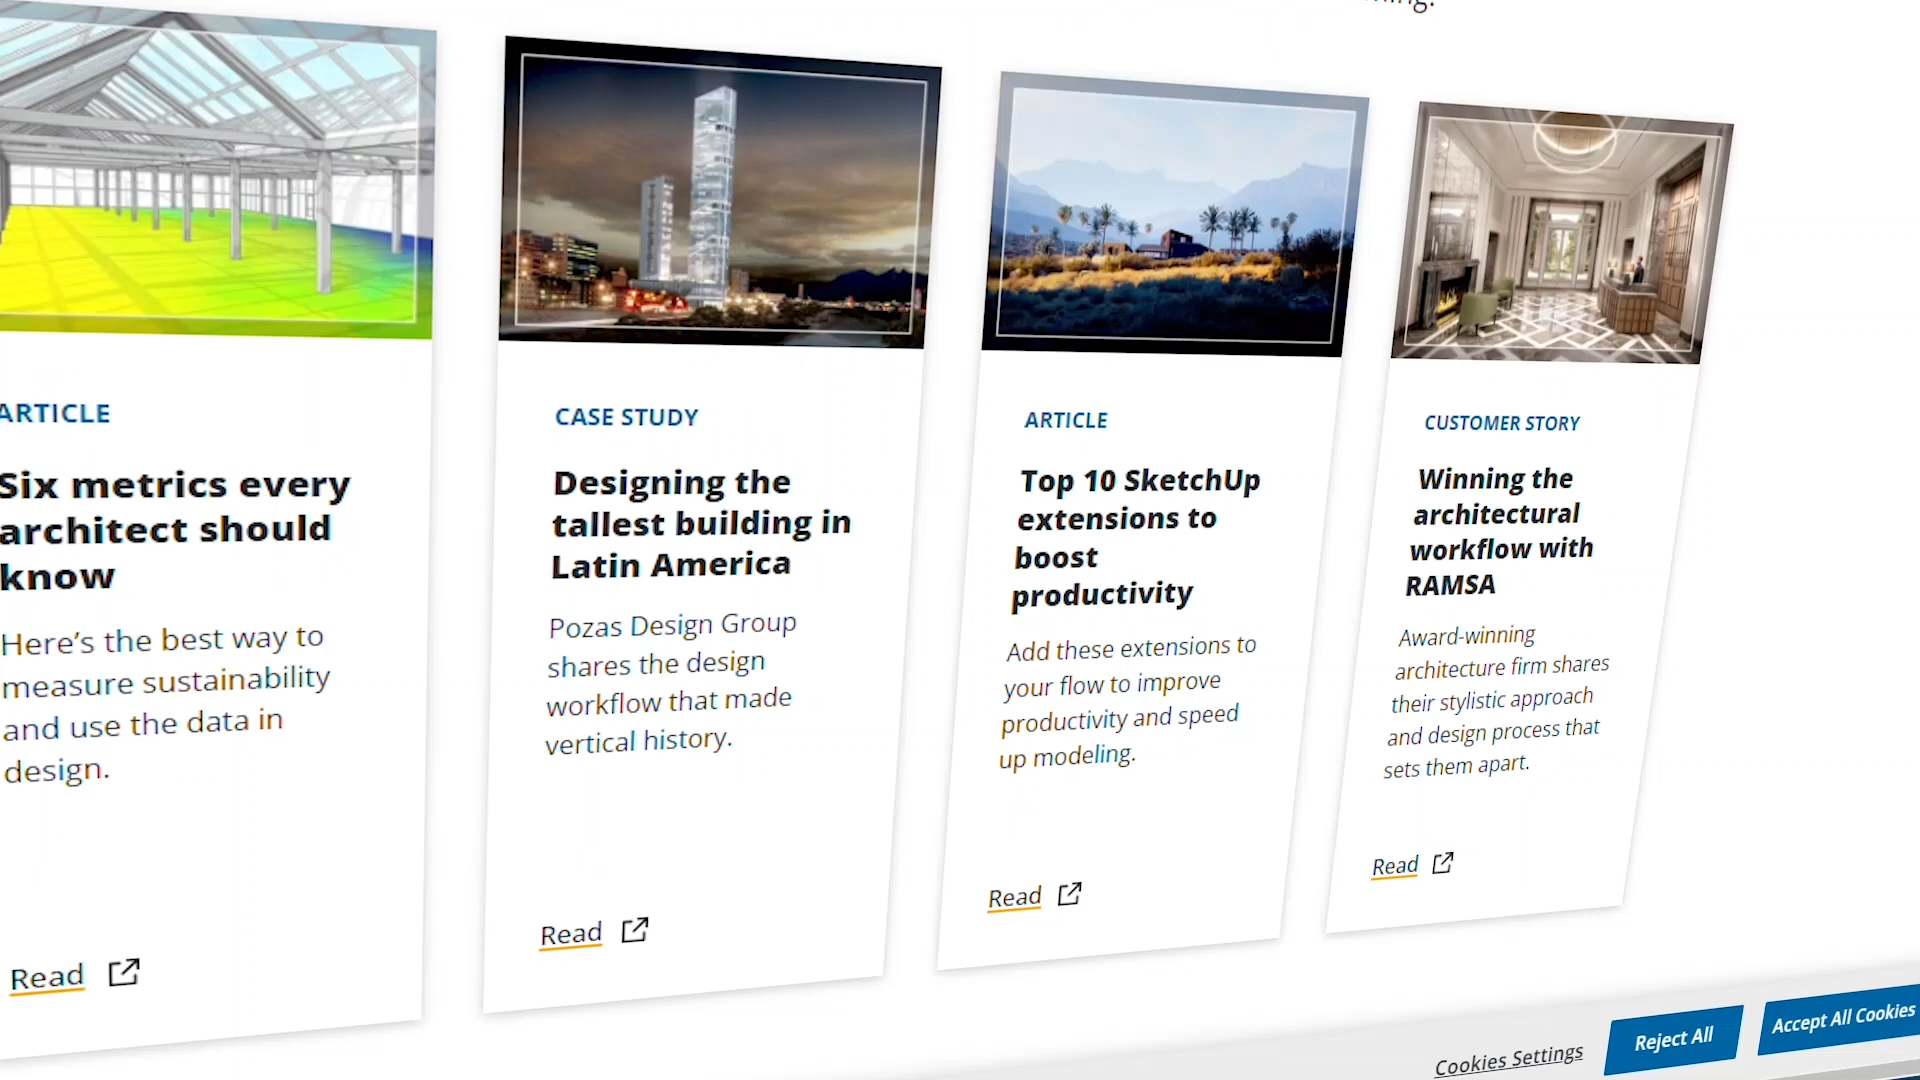 ARTICLE
Six metrics every
architect should
know
Here's the best way to
measure sustainability
and use the data in
design.
Read
CASE STUDY
Designing the
tallest building in
Latin America
Pozas Design Group
shares the design
workflow that made
vertical history.
Read
ARTICLE
Top 10 SketchUp
extensions to
boost
productivity
Add these extensions to
your flow to improve
productivity and speed
up modeling.
Read
CUSTOMER STORY
Winning the
architectural
workflow with
RAMSA
Award-winning
architecture firm shares
their stylistic approach
and design process that
sets them apart.
Read
Cookies Settings
Reject All
Accept All Cookies